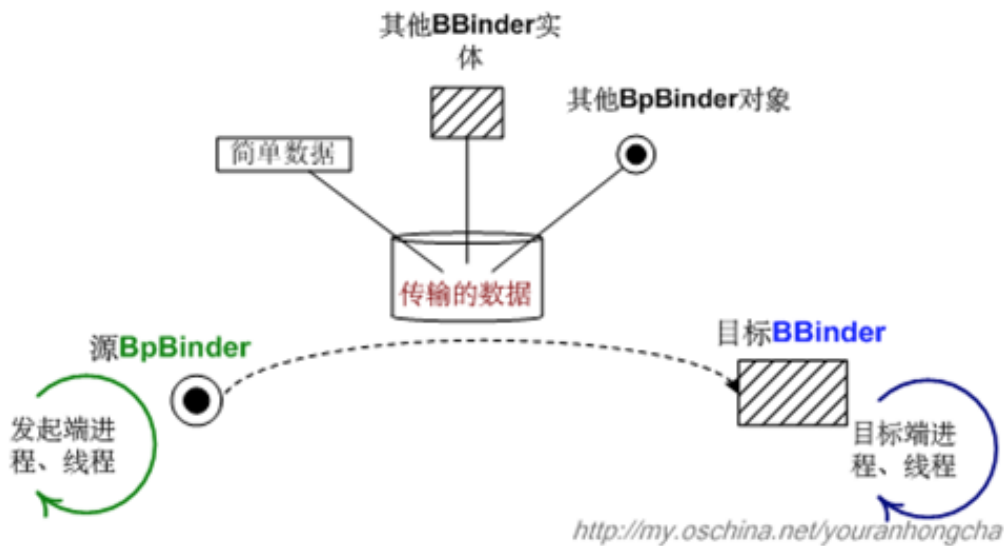 其他BBinder实
体
其他BpBinder对象
简单数据
传输的数据
目标BBinder
源BpBinder
发起端进
程、线程
目标端进
程、线程
http://my.oschina.net/youranhongcha